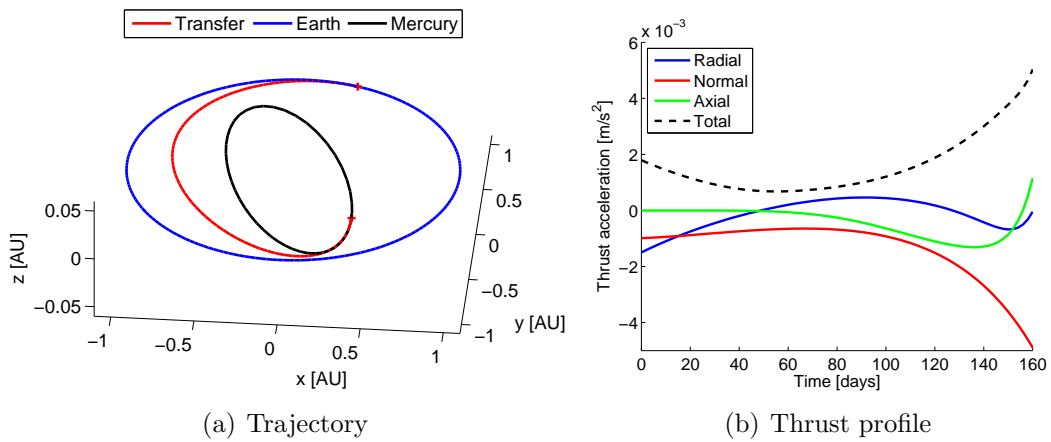 Transfer Earth Mercury
0.05
0
−0.05
z [AU]
−1 −0.5 0 0.5 1
x [AU]
1
0.5
0
−0.5
−1
y [AU]
(a) Trajectory
x 10⁻³
6
4
2
0
−2
−4
Thrust acceleration [m/s²]
Radial
Normal
Axial
Total
0 20 40 60 80 100 120 140 160
Time [days]
(b) Thrust profile